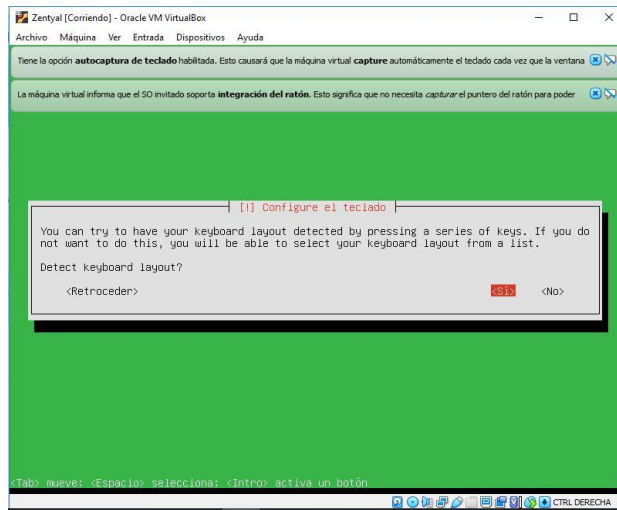 Zentyal [Corriendo] - Oracle VM VirtualBox
Archivo Máquina Ver Entrada Dispositivos Ayuda
Tiene la opción autocaptura de teclado habilitada. Esto causará que la máquina virtual capture automáticamente el teclado cada vez que la ventana
La máquina virtual informa que el SO invitado soporta integración del ratón. Esto significa que no necesita capturar el puntero del ratón para poder
[!] Configure el teclado
You can try to have your keyboard layout detected by pressing a series of keys. If you do
not want to do this, you will be able to select your keyboard layout from a list.
Detect keyboard layout?
<Retroceder> <Sí> <No>
<Tab> mueve; <Espacio> selecciona; <Intro> activa un botón
CTRL DERECHA